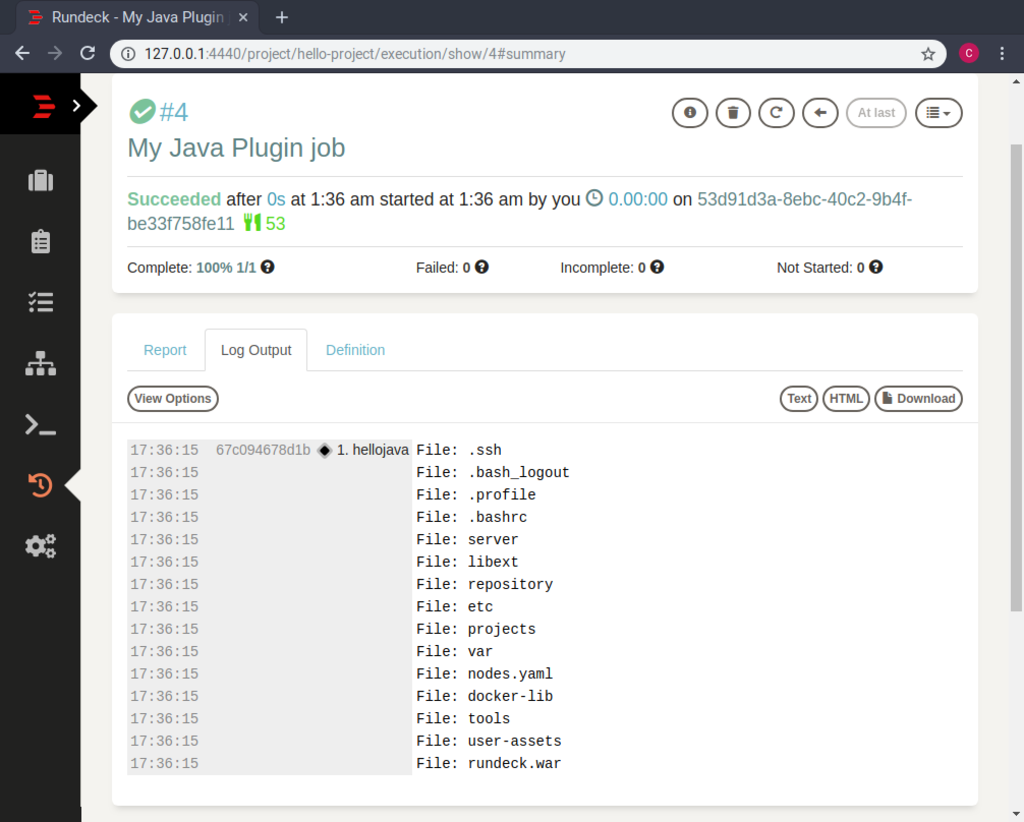 Rundeck - My Java Plugin
127.0.0.1:4440/project/hello-project/execution/show/4#summary
C
#4
At last
My Java Plugin job
Succeeded after 0s at 1:36 am started at 1:36 am by you 0.00:00 on 53d91d3a-8ebc-40c2-9b4f-
be33f758fe11 53
Complete: 100% 1/1 Failed: 0 Incomplete: 0 Not Started: 0
Report Log Output Definition
View Options Text HTML Download
17:36:15 67c094678d1b 1. hellojava File: .ssh
17:36:15 File: .bash_logout
17:36:15 File: .profile
17:36:15 File: .bashrc
17:36:15 File: server
17:36:15 File: libext
17:36:15 File: repository
17:36:15 File: etc
17:36:15 File: projects
17:36:15 File: var
17:36:15 File: nodes.yaml
17:36:15 File: docker-lib
17:36:15 File: tools
17:36:15 File: user-assets
17:36:15 File: rundeck.war